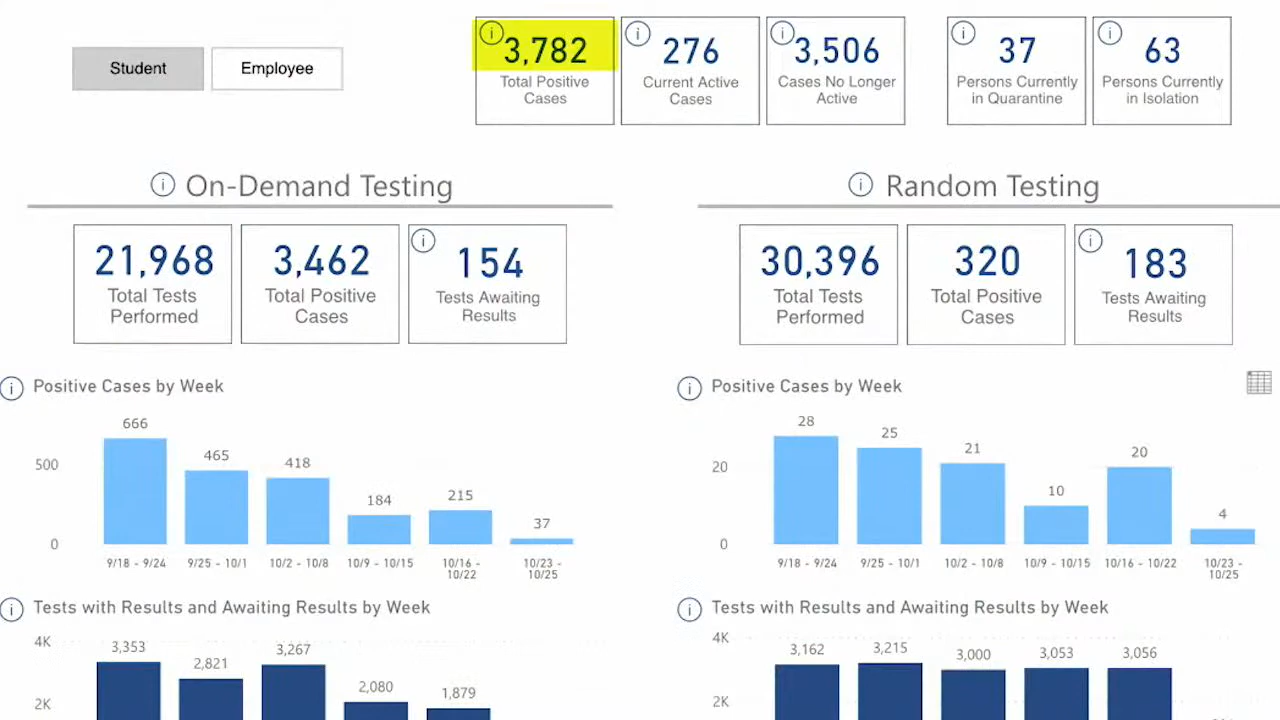 Student
Employee
3,782
Total Positive
Cases
276
Current Active
Cases
3,506
Cases No Longer
Active
37
Persons Currently
in Quarantine
63
Persons Currently
in Isolation
On-Demand Testing
21,968
Total Tests
Performed
3,462
Total Positive
Cases
154
Tests Awaiting
Results
Positive Cases by Week
500
0
666
465
418
184
215
37
9/18 - 9/24
9/25 - 10/1
10/2 - 10/8
10/9 - 10/15
10/16 -
10/22
10/23 -
10/25
Tests with Results and Awaiting Results by Week
4K
2K
3,353
2,821
3,267
2,080
1,879
Random Testing
30,396
Total Tests
Performed
320
Total Positive
Cases
183
Tests Awaiting
Results
Positive Cases by Week
20
0
28
25
21
10
20
4
9/18 - 9/24
9/25 - 10/1
10/2 - 10/8
10/9 - 10/15
10/16 - 10/22
10/23 -
10/25
Tests with Results and Awaiting Results by Week
4K
2K
3,162
3,215
3,000
3,053
3,056